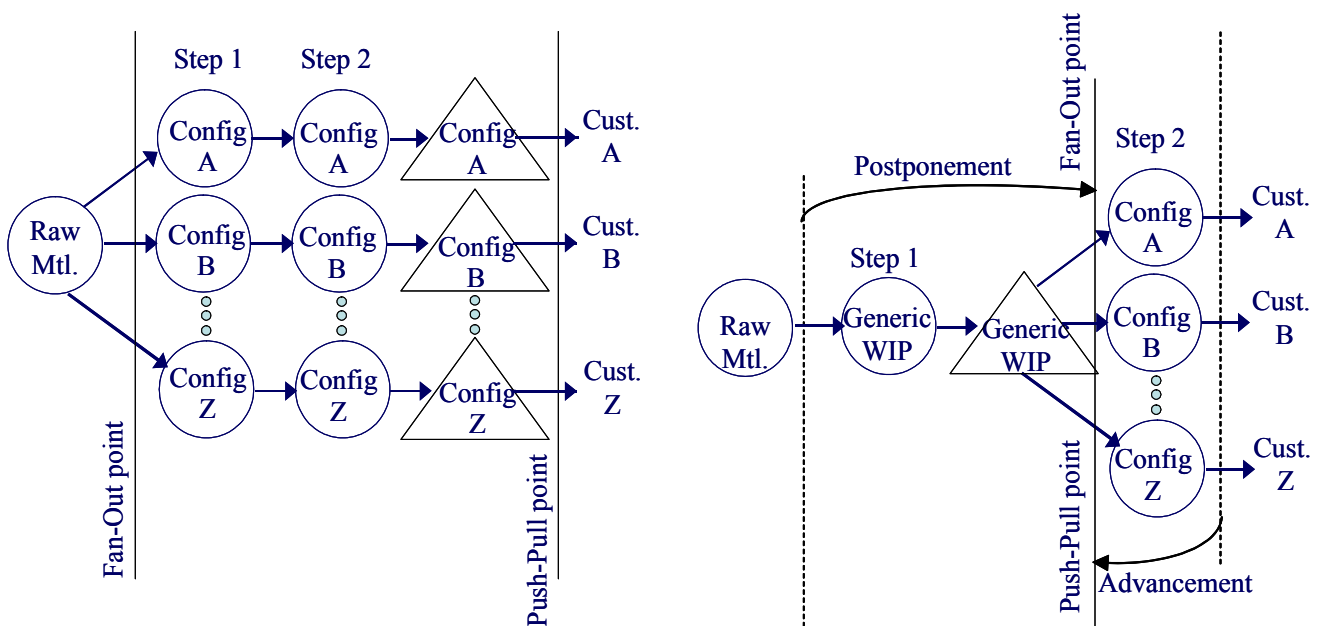 Step 1
Step 2
Config
A
Config
A
Config
A
Cust.
A
Raw
Mtl.
Config
B
Config
B
Config
B
Cust.
B
Config
Z
Config
Z
Config
Z
Cust.
Z
Fan-Out point
Push-Pull point
Fan-Out point
Step 2
Postponement
Config
A
Cust.
A
Step 1
Raw
Mtl.
Generic
WIP
Generic
WIP
Config
B
Cust.
B
Config
Z
Cust.
Z
Push-Pull point
Advancement